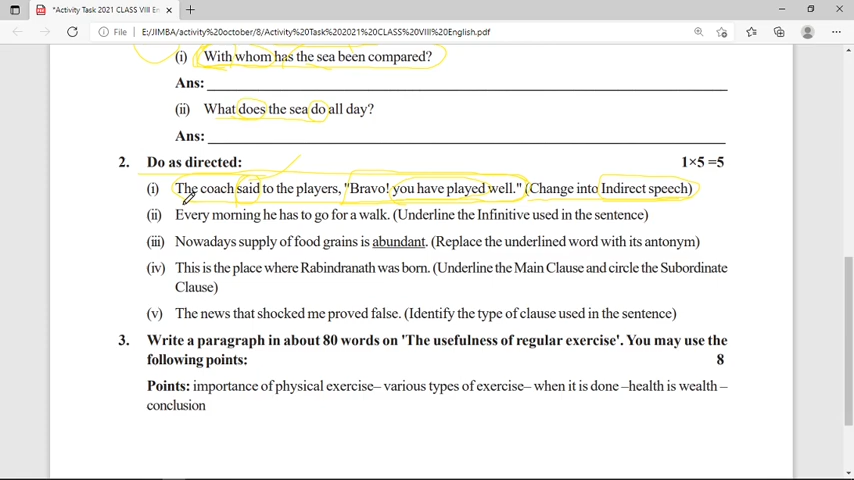 *Activity Task 2021 CLASS VIII En
File E:/JIMBA/activity%20october/8/Activity%20Task%202021%20CLASS%20VIII%20English.pdf
(i) With whom has the sea been compared?
Ans:
(ii) What does the sea do all day?
Ans:
2. Do as directed: 1×5 =5
(i) The coach said to the players, "Bravo! you have played well." (Change into Indirect speech)
(ii) Every morning he has to go for a walk. (Underline the Infinitive used in the sentence)
(iii) Nowadays supply of food grains is abundant. (Replace the underlined word with its antonym)
(iv) This is the place where Rabindranath was born. (Underline the Main Clause and circle the Subordinate
Clause)
(v) The news that shocked me proved false. (Identify the type of clause used in the sentence)
3. Write a paragraph in about 80 words on 'The usefulness of regular exercise'. You may use the
following points: 8
Points: importance of physical exercise– various types of exercise– when it is done –health is wealth –
conclusion